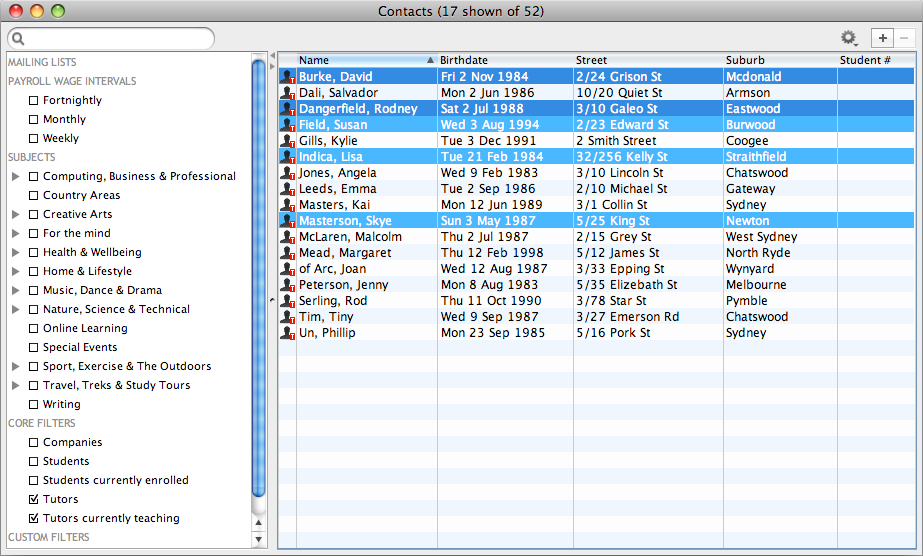 Contacts (17 shown of 52)
MAILING LISTS
PAYROLL WAGE INTERVALS
Fortnightly
Monthly
Weekly
SUBJECTS
Computing, Business & Professional
Country Areas
Creative Arts
For the mind
Health & Wellbeing
Home & Lifestyle
Music, Dance & Drama
Nature, Science & Technical
Online Learning
Special Events
Sport, Exercise & The Outdoors
Travel, Treks & Study Tours
Writing
CORE FILTERS
Companies
Students
Students currently enrolled
Tutors
Tutors currently teaching
CUSTOM FILTERS
Name Birthdate Street Suburb Student #
Burke, David Fri 2 Nov 1984 2/24 Grison St Mcdonald
Dali, Salvador Mon 2 Jun 1986 10/20 Quiet St Armson
Dangerfield, Rodney Sat 2 Jul 1988 3/10 Galeo St Eastwood
Field, Susan Wed 3 Aug 1994 2/23 Edward St Burwood
Gills, Kylie Tue 3 Dec 1991 2 Smith Street Coogee
Indica, Lisa Tue 21 Feb 1984 32/256 Kelly St Straithfield
Jones, Angela Wed 9 Feb 1983 3/10 Lincoln St Chatswood
Leeds, Emma Tue 2 Sep 1986 2/10 Michael St Gateway
Masters, Kai Mon 12 Jun 1989 3/1 Collin St Sydney
Masterson, Skye Sun 3 May 1987 5/25 King St Newton
McLaren, Malcolm Thu 2 Jul 1987 2/15 Grey St West Sydney
Mead, Margaret Thu 12 Feb 1998 5/12 James St North Ryde
of Arc, Joan Wed 12 Aug 1987 3/33 Epping St Wynyard
Peterson, Jenny Mon 8 Aug 1983 5/35 Elizebath St Melbourne
Serling, Rod Thu 11 Oct 1990 3/78 Star St Pymble
Tim, Tiny Wed 9 Sep 1987 3/27 Emerson Rd Chatswood
Un, Phillip Mon 23 Sep 1985 5/16 Pork St Sydney